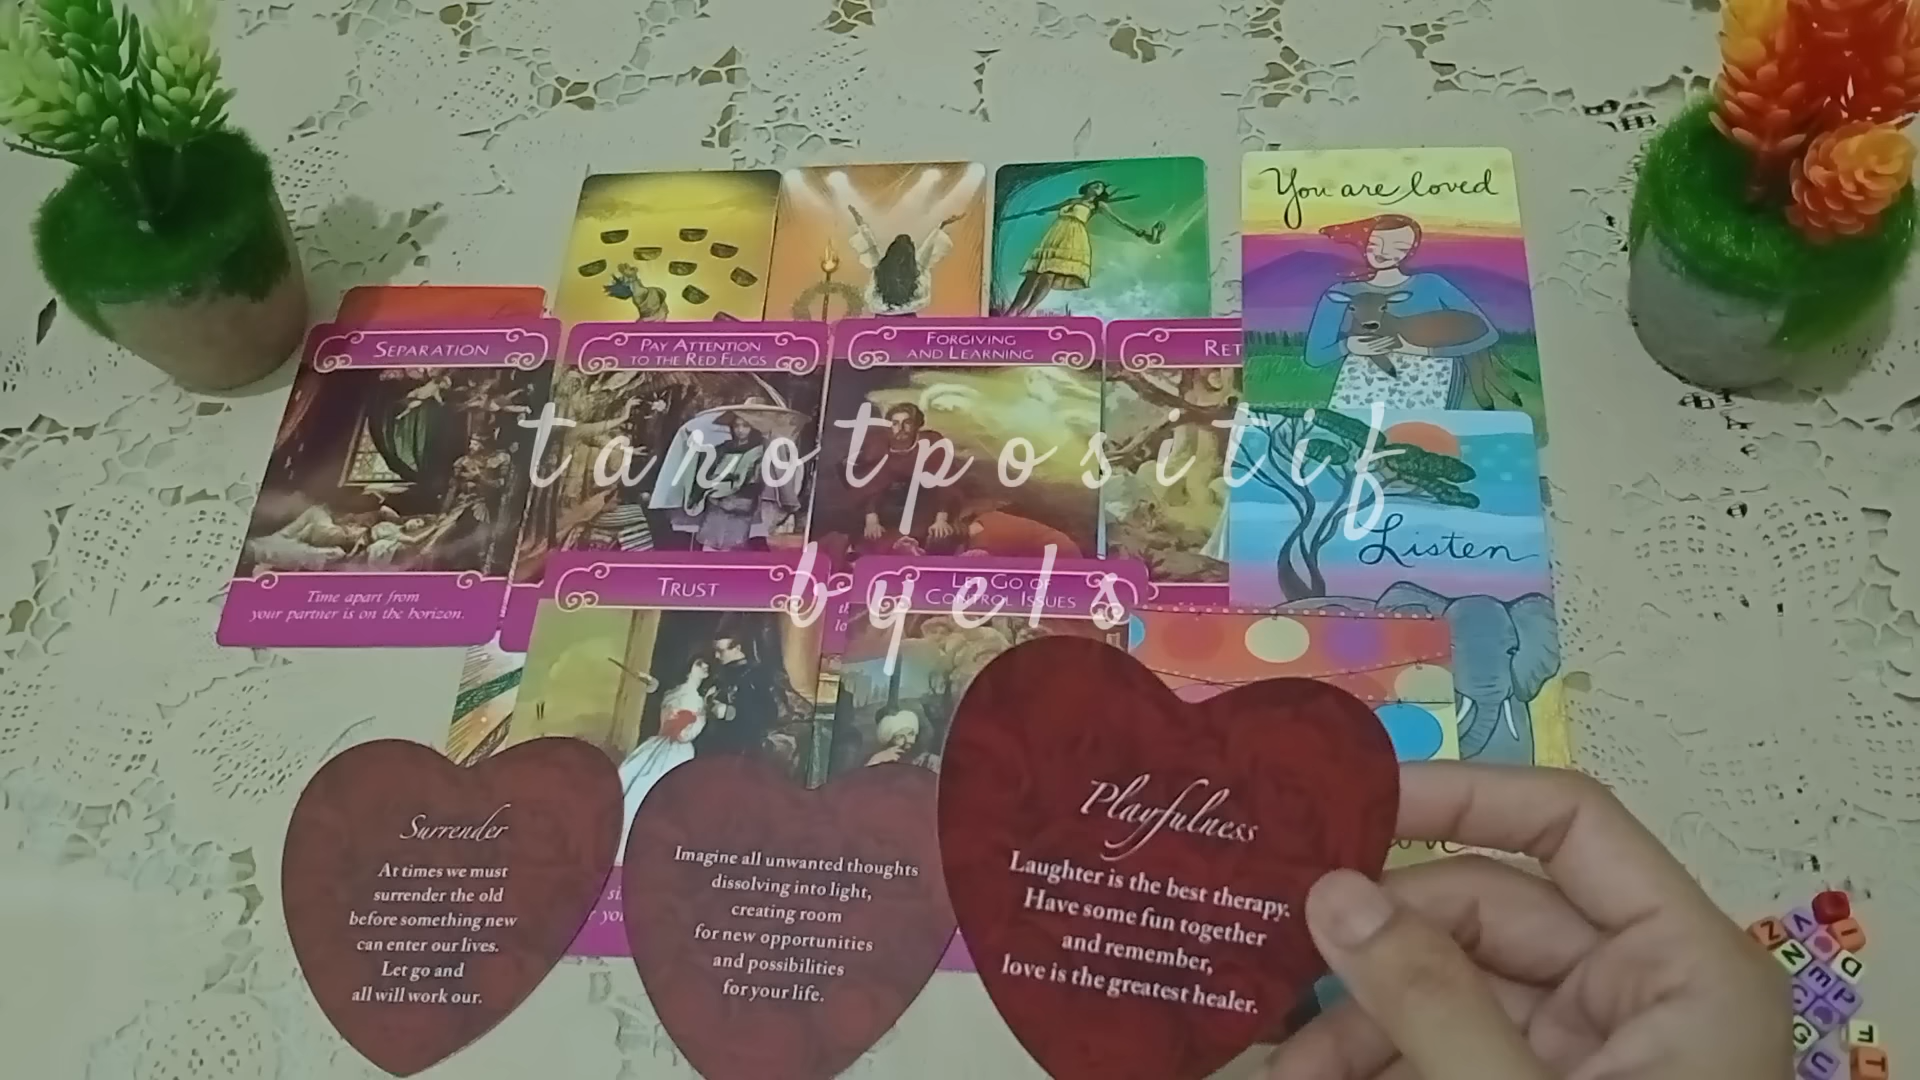 You are loved
SEPARATION
PAY ATTENTION
TO THE RED FLAGS
FORGIVING
AND LEARNING
RET
tarotpositif
byels
Listen
Time apart from
your partner is on the horizon.
TRUST
LET GO OF
CONTROL ISSUES
Surrender
At times we must
surrender the old
before something new
can enter our lives.
Let go and
all will work our.
Imagine all unwanted thoughts
dissolving into light,
creating room
for new opportunities
and possibilities
for your life.
Playfulness
Laughter is the best therapy.
Have some fun together
and remember,
love is the greatest healer.